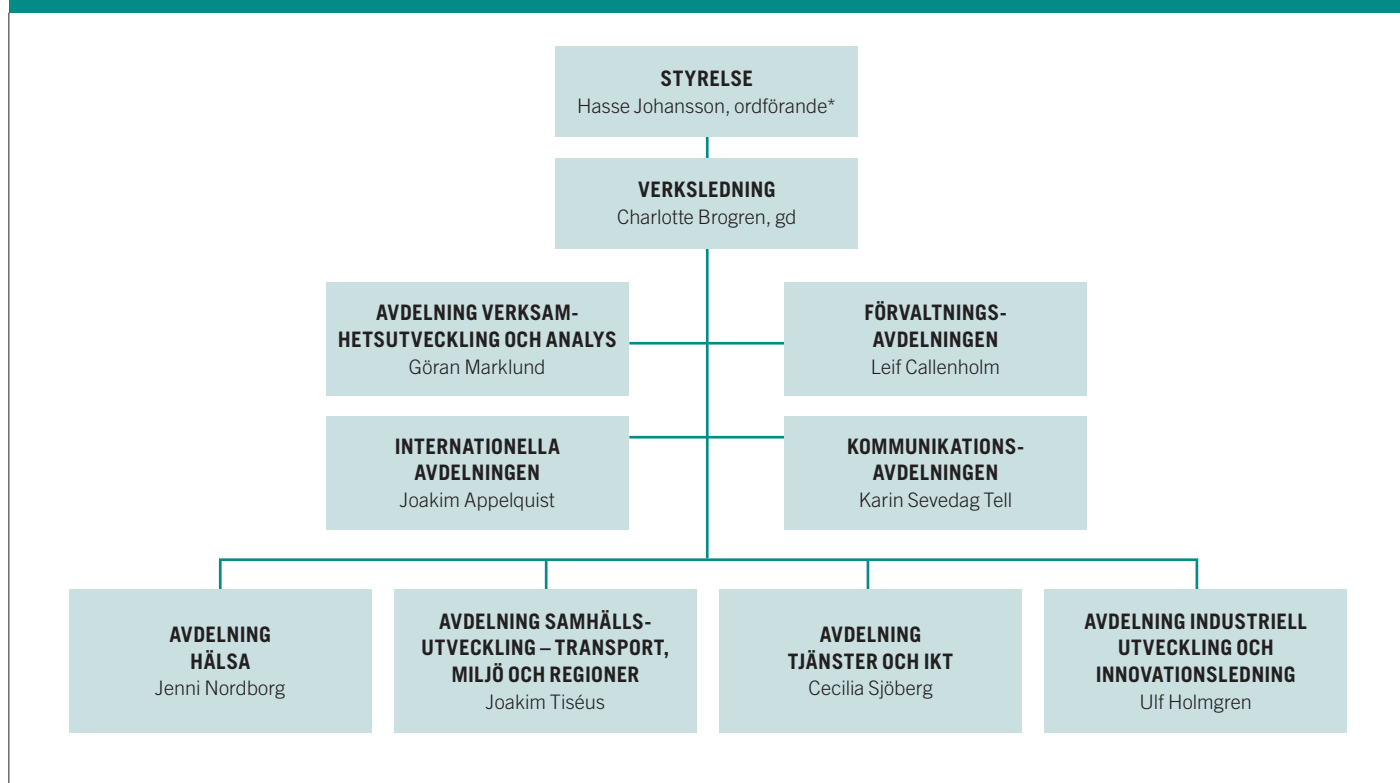 STYRELSE
Hasse Johansson, ordförande*
VERKSLEDNING
Charlotte Brogren, gd
AVDELNING VERKSAM-
HETSUTVECKLING OCH ANALYS
Göran Marklund
FÖRVALTNINGS-
AVDELNINGEN
Leif Callenholm
INTERNATIONELLA
AVDELNINGEN
Joakim Appelquist
KOMMUNIKATIONS-
AVDELNINGEN
Karin Sevedag Tell
AVDELNING
HÄLSA
Jenni Nordborg
AVDELNING SAMHÄLLS-
UTVECKLING – TRANSPORT,
MILJÖ OCH REGIONER
Joakim Tiséus
AVDELNING
TJÄNSTER OCH IKT
Cecilia Sjöberg
AVDELNING INDUSTRIELL
UTVECKLING OCH
INNOVATIONSLEDNING
Ulf Holmgren